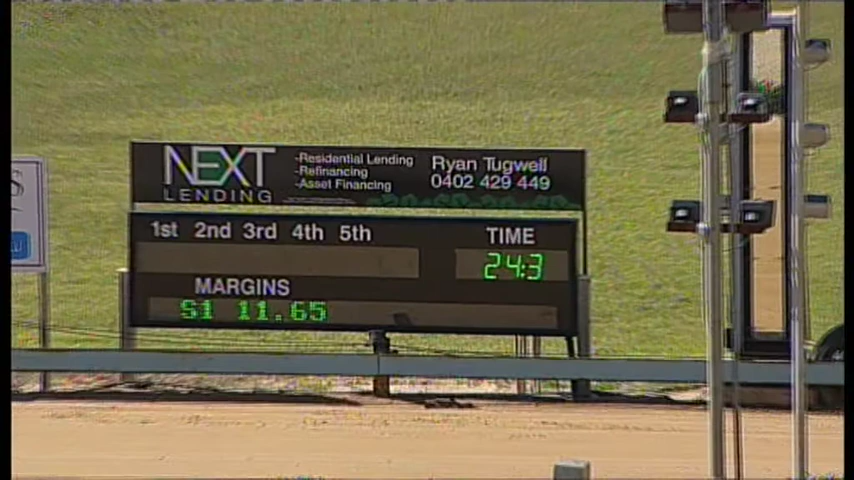 NEXT
LENDING
-Residential Lending
-Refinancing
-Asset Financing
Ryan Tugwell
0402 429 449
1st 2nd 3rd 4th 5th
TIME
24:3
MARGINS
S1 11.65